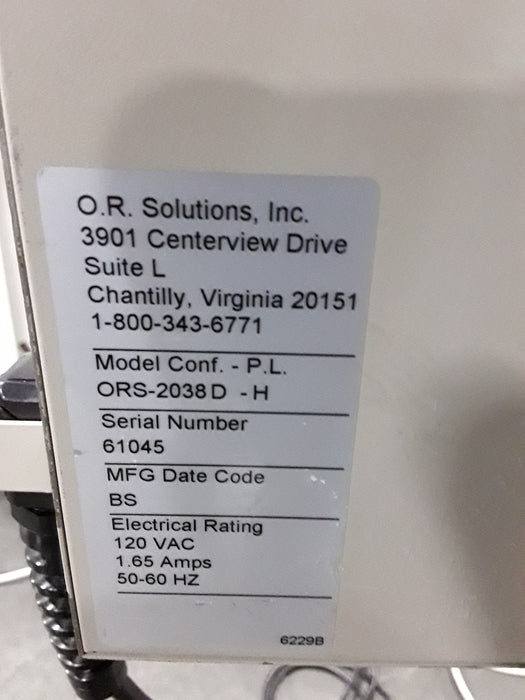 O.R. Solutions, Inc.
3901 Centerview Drive
Suite L
Chantilly, Virginia 20151
1-800-343-6771
Model Conf. - P.L.
ORS-2038 D - H
Serial Number
61045
MFG Date Code
BS
Electrical Rating
120 VAC
1.65 Amps
50-60 HZ
6229B